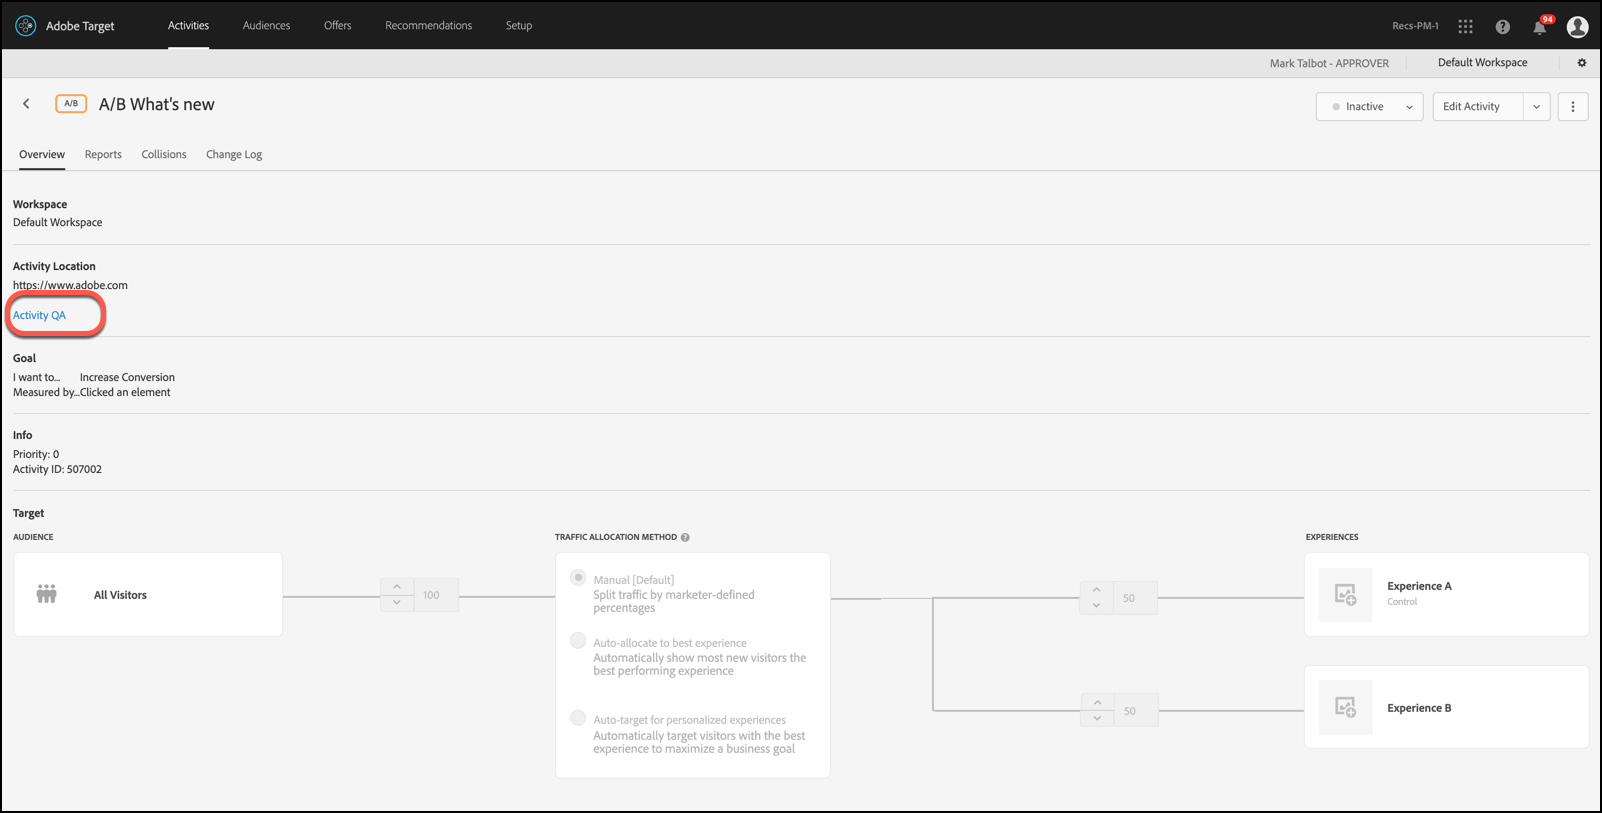 Adobe Target
Activities
Audiences
Offers
Recommendations
Setup
Recs-PM-1
94
Mark Talbot - APPROVER
Default Workspace
A/B
A/B What's new
Inactive
Edit Activity
Overview
Reports
Collisions
Change Log
Workspace
Default Workspace
Activity Location
https://www.adobe.com
Activity QA
Goal
I want to... Increase Conversion
Measured by...Clicked an element
Info
Priority: 0
Activity ID: 507002
Target
AUDIENCE
All Visitors
100
TRAFFIC ALLOCATION METHOD ?
Manual [Default]
Split traffic by marketer-defined
percentages
Auto-allocate to best experience
Automatically show most new visitors the
best performing experience
Auto-target for personalized experiences
Automatically target visitors with the best
experience to maximize a business goal
50
50
EXPERIENCES
Experience A
Control
Experience B